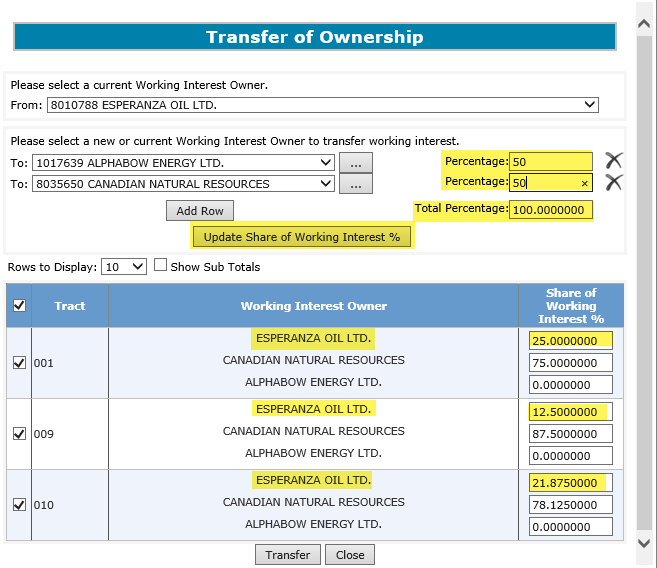 Transfer of Ownership
Please select a current Working Interest Owner.
From: 8010788 ESPERANZA OIL LTD.
Please select a new or current Working Interest Owner to transfer working interest.
To: 1017639 ALPHABOW ENERGY LTD. ... Percentage: 50
To: 8035650 CANADIAN NATURAL RESOURCES ... Percentage: 50 ×
Add Row Total Percentage: 100.0000000
Update Share of Working Interest %
Rows to Display: 10 Show Sub Totals
Tract Working Interest Owner Share of Working Interest %
ESPERANZA OIL LTD. 25.0000000
001 CANADIAN NATURAL RESOURCES 75.0000000
ALPHABOW ENERGY LTD. 0.0000000
ESPERANZA OIL LTD. 12.5000000
009 CANADIAN NATURAL RESOURCES 87.5000000
ALPHABOW ENERGY LTD. 0.0000000
ESPERANZA OIL LTD. 21.8750000
010 CANADIAN NATURAL RESOURCES 78.1250000
ALPHABOW ENERGY LTD. 0.0000000
Transfer Close